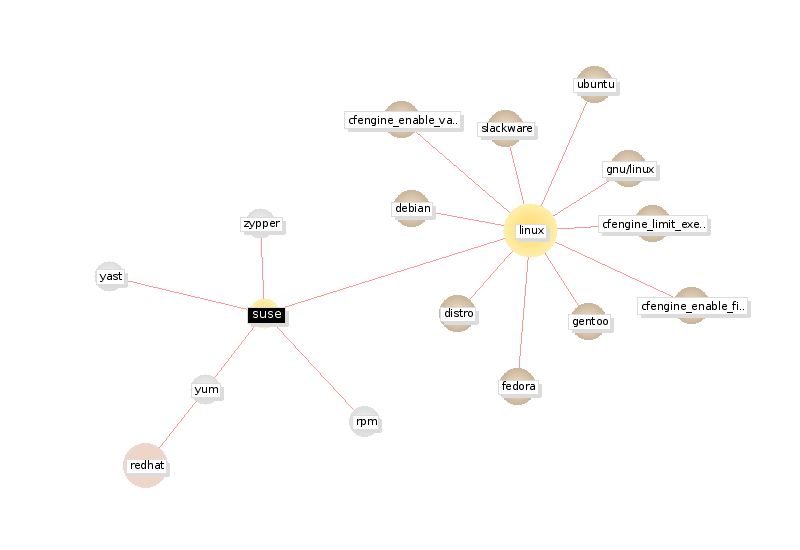 ubuntu
cfengine_enable_va..
slackware
gnu/linux
debian
zypper
cfengine_limit_exe..
linux
yast
cfengine_enable_fi..
suse
distro
gentoo
fedora
yum
rpm
redhat